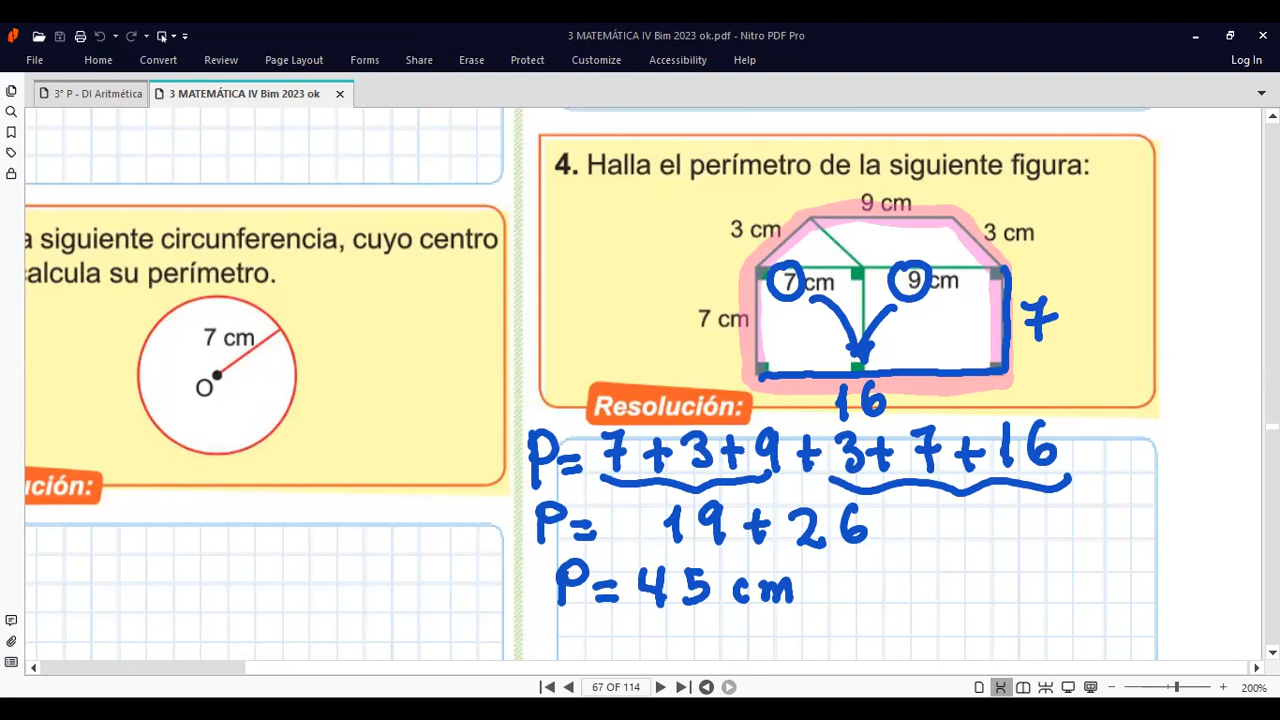 3 MATEMÁTICA IV Bim 2023 ok.pdf - Nitro PDF Pro
File Home Convert Review Page Layout Forms Share Erase Protect Customize Accessibility Help Log In
3° P - DI Aritmética
3 MATEMÁTICA IV Bim 2023 ok
a siguiente circunferencia, cuyo centro
calcula su perímetro.
7 cm
O
ución:
4. Halla el perímetro de la siguiente figura:
9 cm
3 cm
3 cm
7 cm
9 cm
7 cm
7
16
Resolución:
P= 7+3+9+3+7+16
P= 19+26
P= 45 cm
67 OF 114
200%